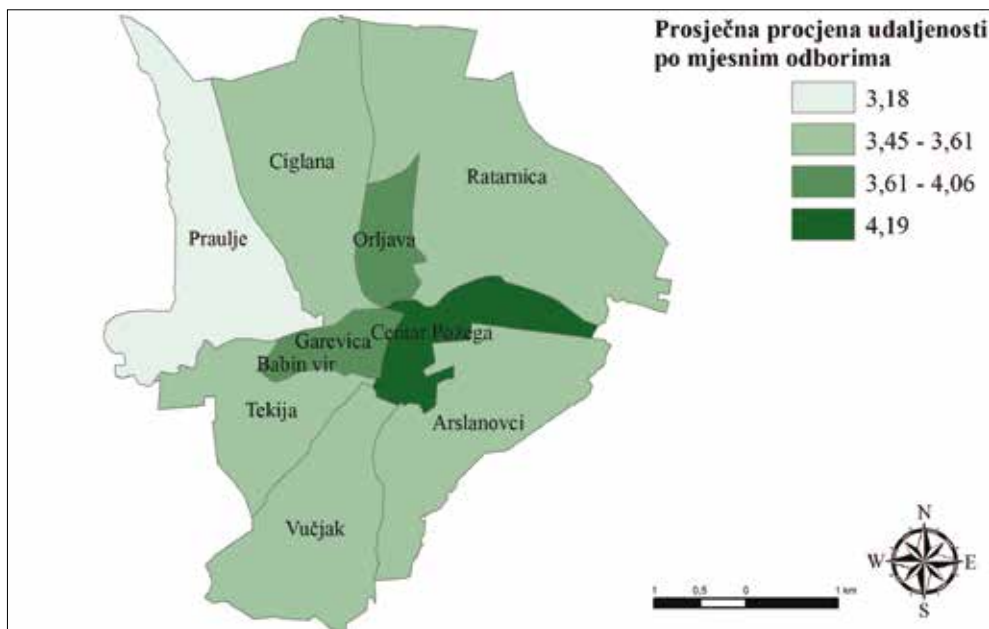 Prosječna procjena udaljenosti
po mjesnim odborima
3,18
3,45 - 3,61
3,61 - 4,06
4,19
Ciglana
Ratarnica
Praulje
Orljava
Garevica
Centar Požega
Babin vir
Tekija
Arslanovci
Vučjak
N
W
E
S
1 0,5 0 1 km